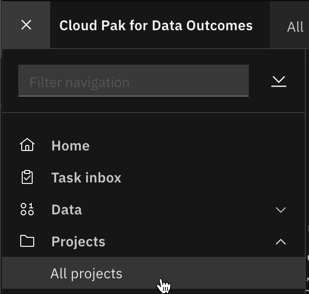 Cloud Pak for Data Outcomes
All
Filter navigation
Home
Task inbox
Data
Projects
All projects